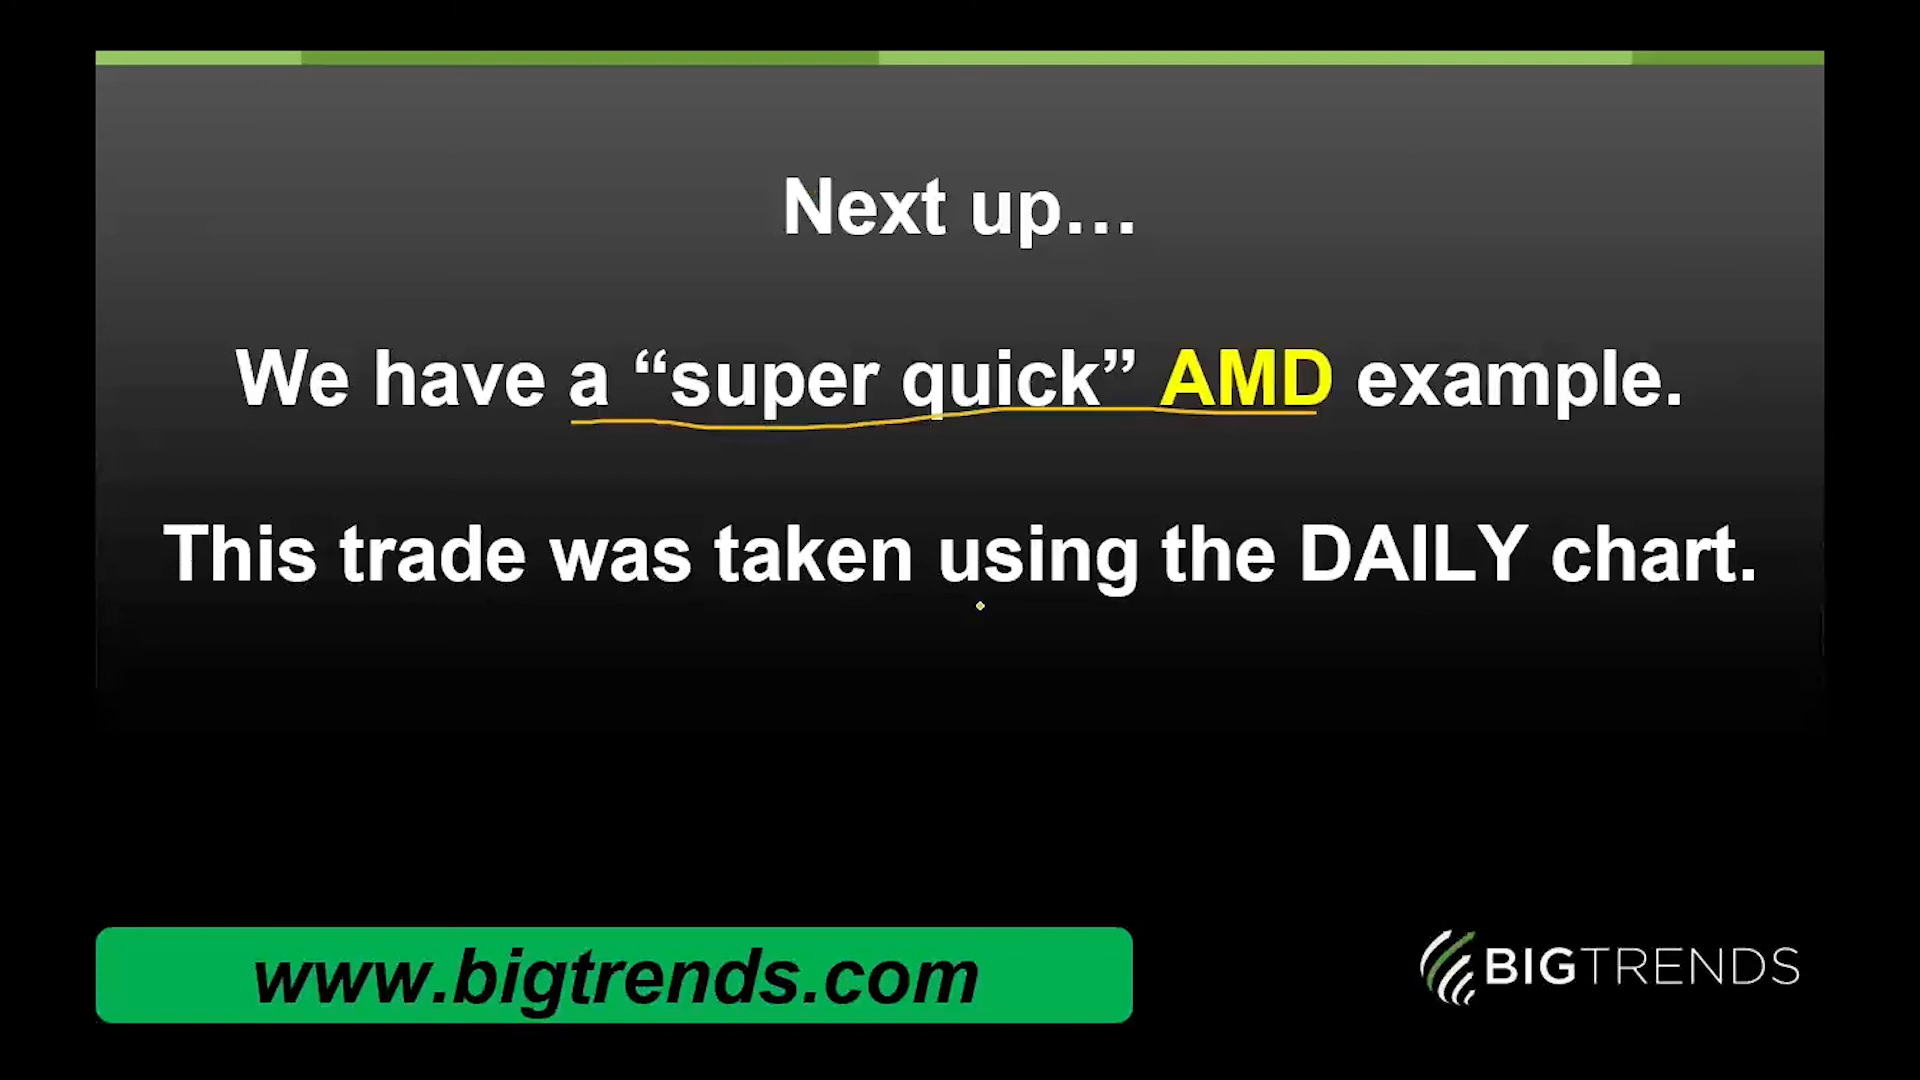 Next up…
We have a “super quick” AMD example.
This trade was taken using the DAILY chart.
www.bigtrends.com
BIGTRENDS